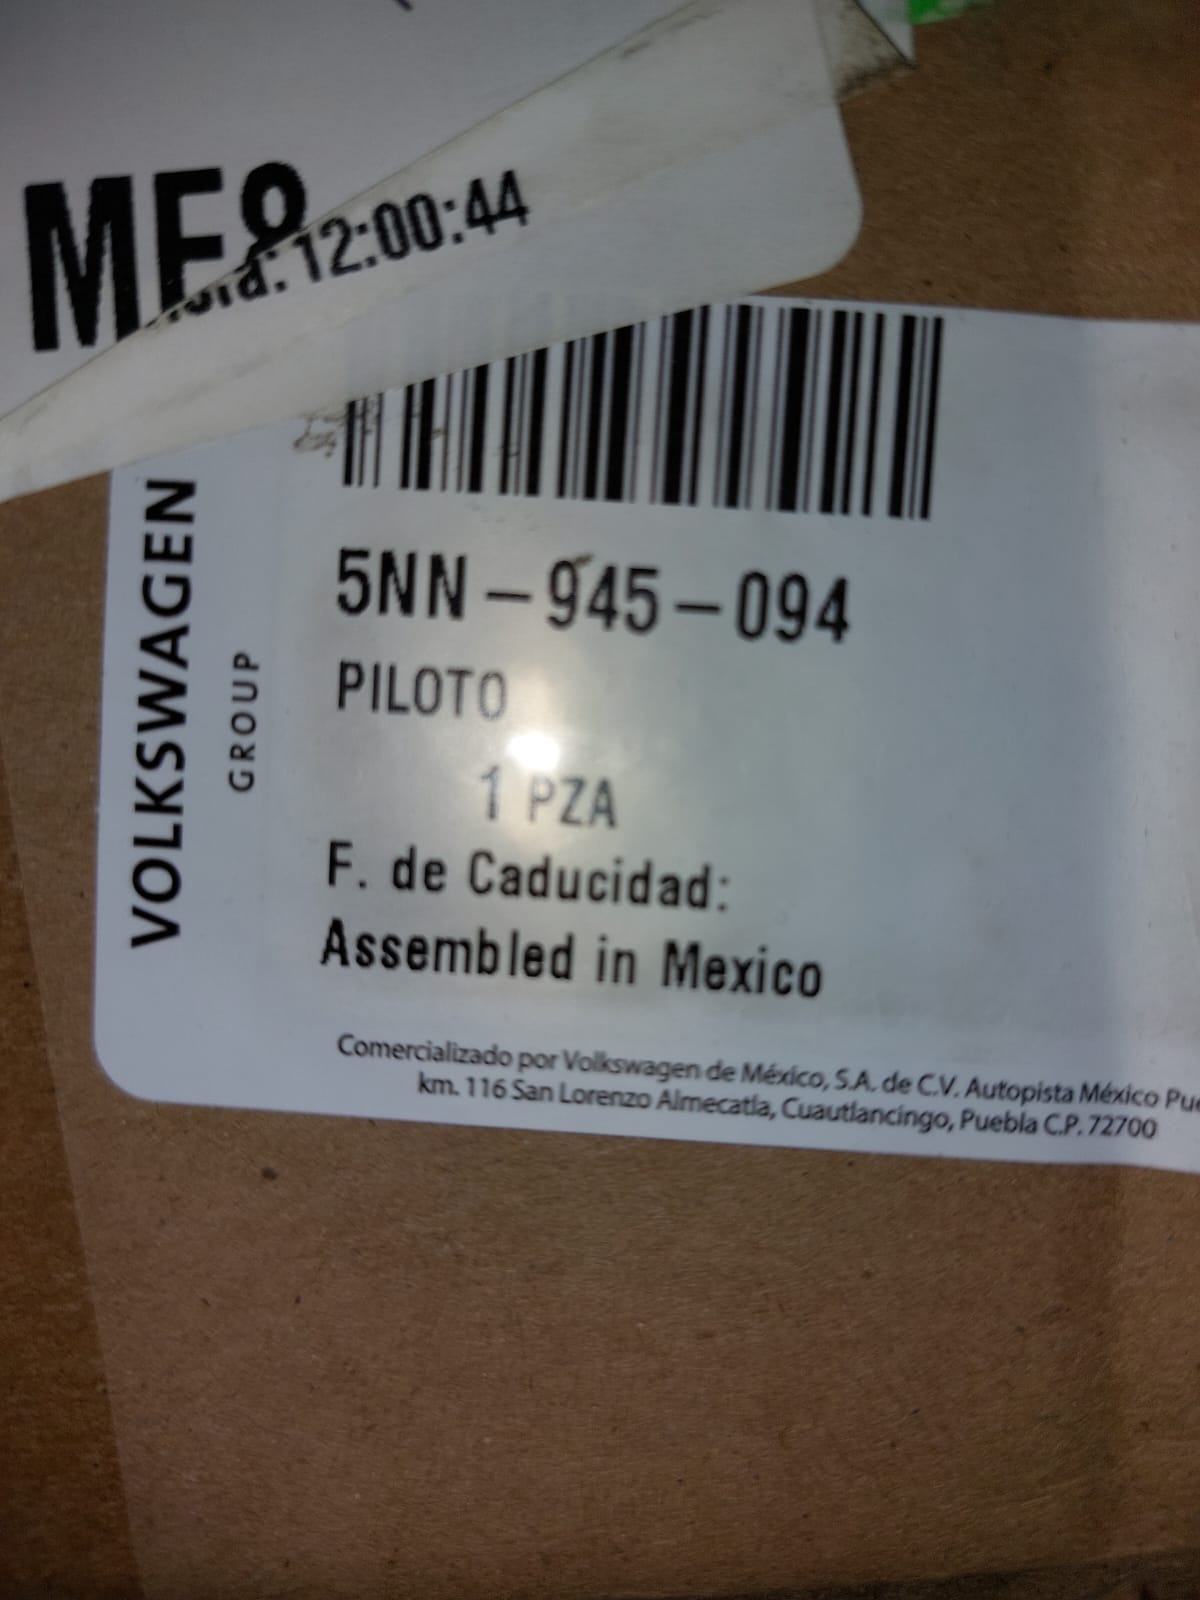 ME8
12:00:44
VOLKSWAGEN
GROUP
5NN-945-094
PILOTO
1 PZA
F. de Caducidad:
Assembled in Mexico
Comercializado por Volkswagen de México, S.A. de C.V. Autopista México
km. 116 San Lorenzo Almecatla, Cuautlancingo, Puebla C.P. 72700